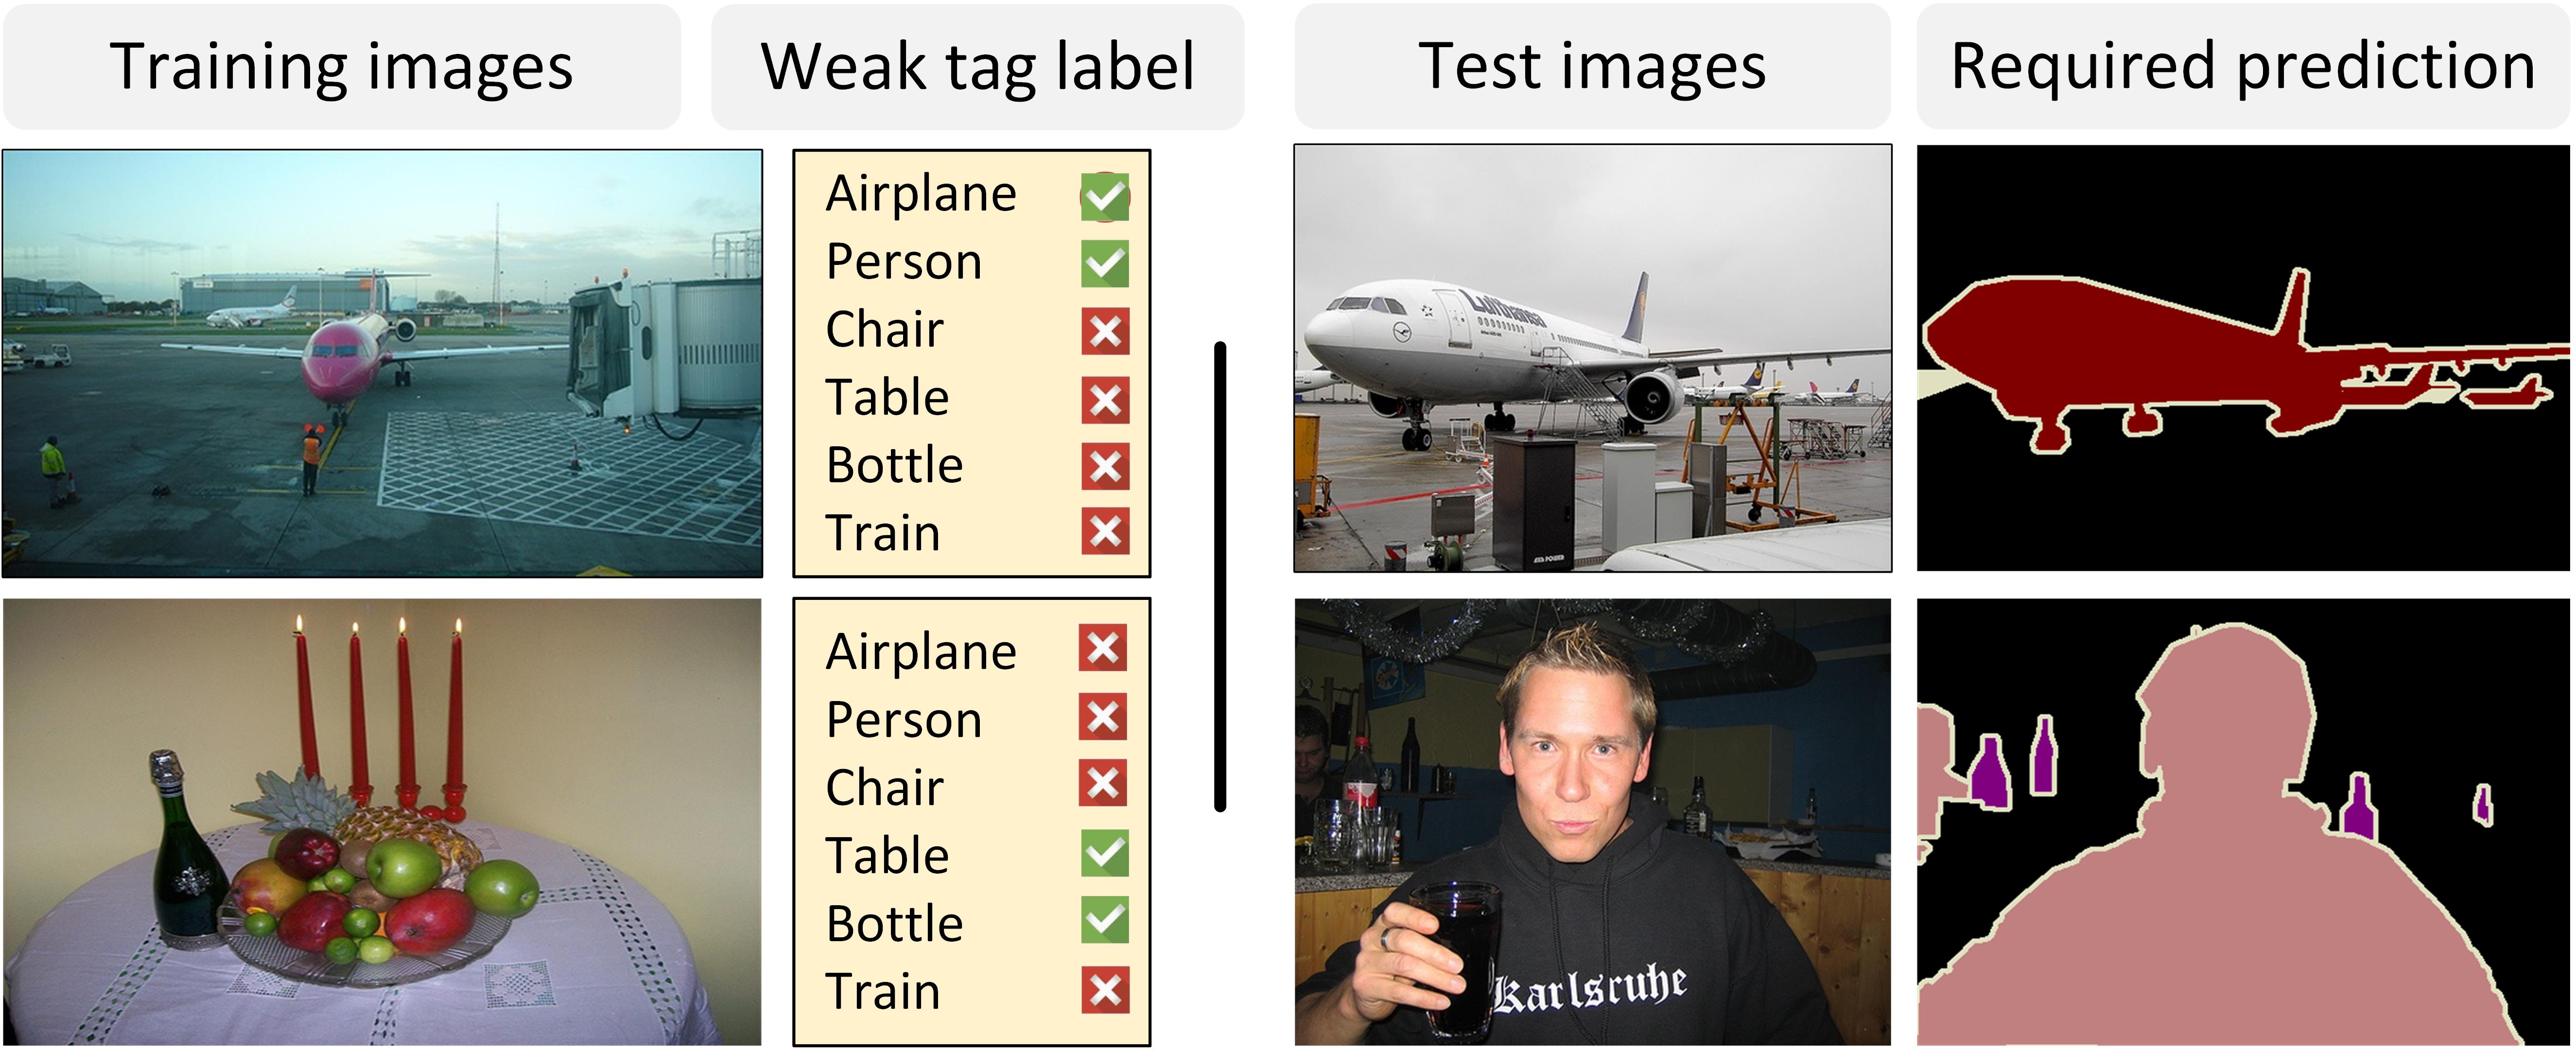 Training images
Weak tag label
Test images
Required prediction
Airplane
Person
Chair
Table
Bottle
Train
Lufthansa
POWER
Airplane
Person
Chair
Table
Bottle
Train
Karlsruhe